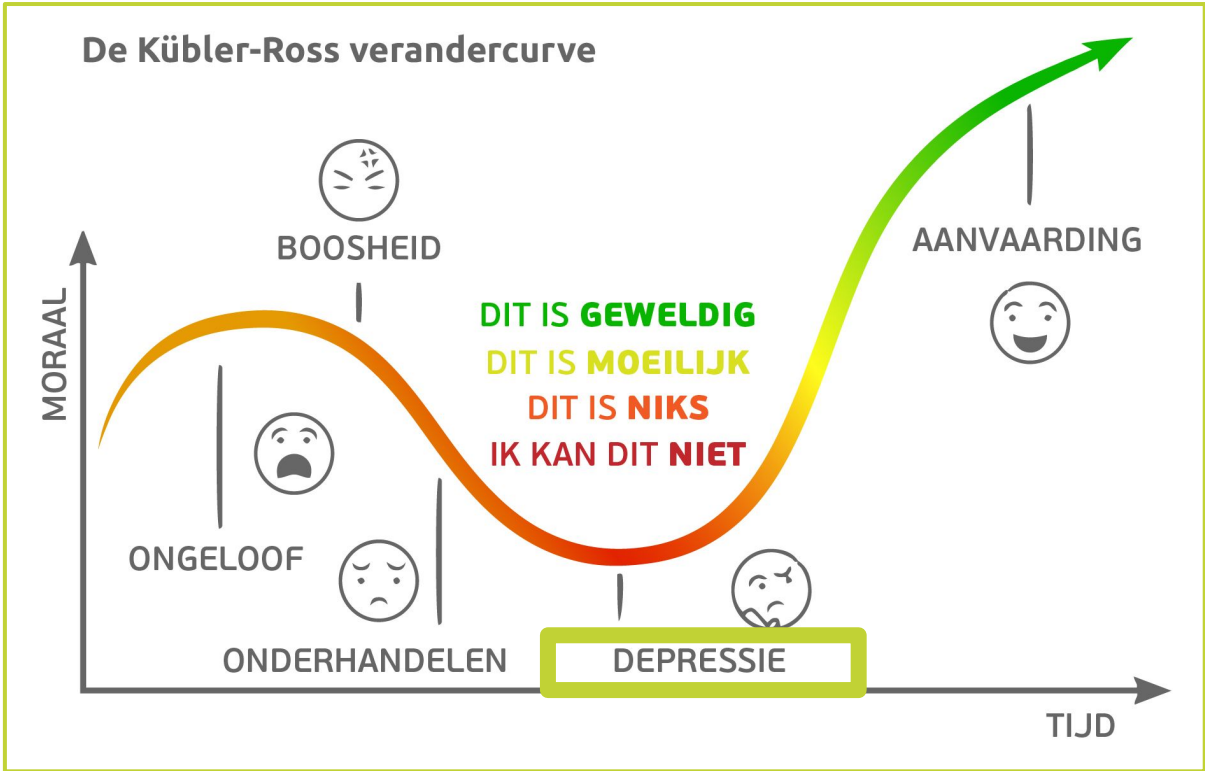 De Kübler-Ross verandercurve
BOOSHEID
AANVAARDING
MORAAL
DIT IS GEWELDIG
DIT IS MOEILIJK
DIT IS NIKS
IK KAN DIT NIET
ONGELOOF
ONDERHANDELEN
DEPRESSIE
TIJD